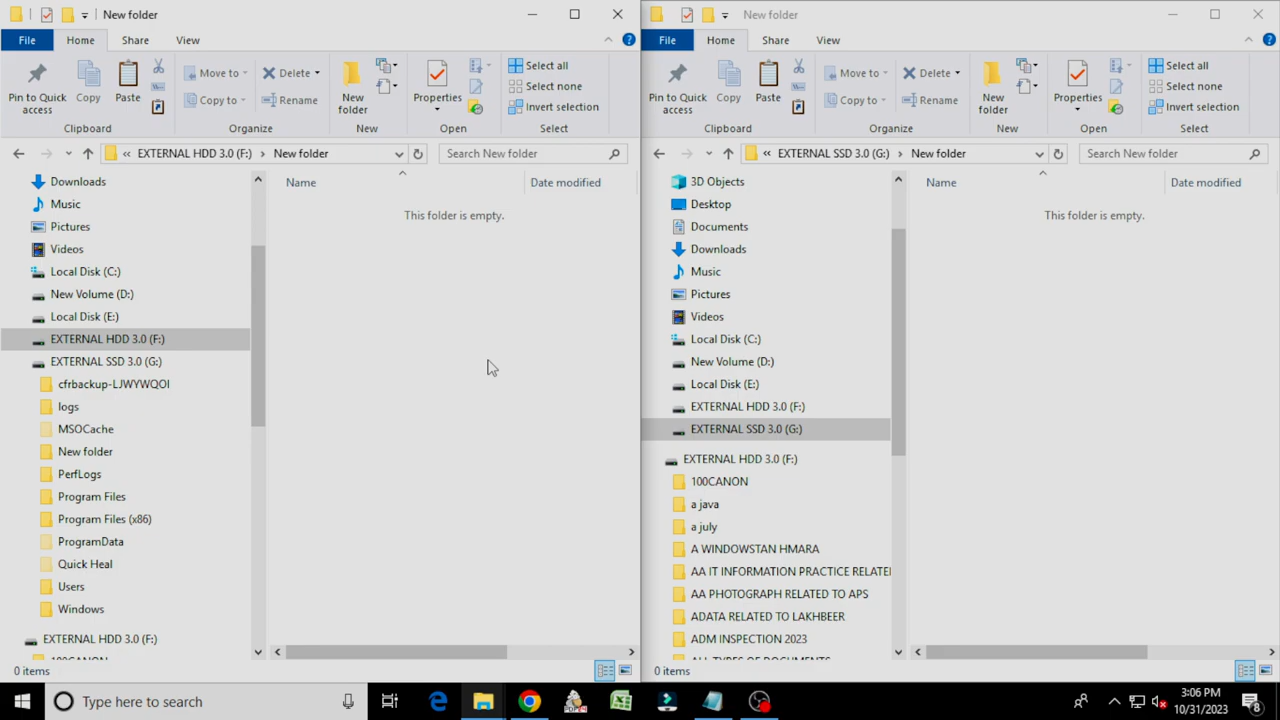 New folder
File Home Share View
Pin to Quick access
Copy
Paste
Move to
Copy to
Delete
Rename
New folder
Properties
Select all
Select none
Invert selection
Clipboard Organize New Open Select
« EXTERNAL HDD 3.0 (F:) › New folder
Search New folder
Downloads
Music
Pictures
Videos
Local Disk (C:)
New Volume (D:)
Local Disk (E:)
EXTERNAL HDD 3.0 (F:)
EXTERNAL SSD 3.0 (G:)
cfrbackup-LJWYWQOI
logs
MSOCache
New folder
PerfLogs
Program Files
Program Files (x86)
ProgramData
Quick Heal
Users
Windows
EXTERNAL HDD 3.0 (F:)
100CANON
Name Date modified
This folder is empty.
0 items
New folder
File Home Share View
Pin to Quick access
Copy
Paste
Move to
Copy to
Delete
Rename
New folder
Properties
Select all
Select none
Invert selection
Clipboard Organize New Open Select
« EXTERNAL SSD 3.0 (G:) › New folder
Search New folder
3D Objects
Desktop
Documents
Downloads
Music
Pictures
Videos
Local Disk (C:)
New Volume (D:)
Local Disk (E:)
EXTERNAL HDD 3.0 (F:)
EXTERNAL SSD 3.0 (G:)
EXTERNAL HDD 3.0 (F:)
100CANON
a java
a july
A WINDOWSTAN HMARA
AA IT INFORMATION PRACTICE RELATE
AA PHOTOGRAPH RELATED TO APS
ADATA RELATED TO LAKHBEER
ADM INSPECTION 2023
ALL TYPES OF DOCUMENTS
Name Date modified
This folder is empty.
0 items
Type here to search
3:06 PM
10/31/2023
8